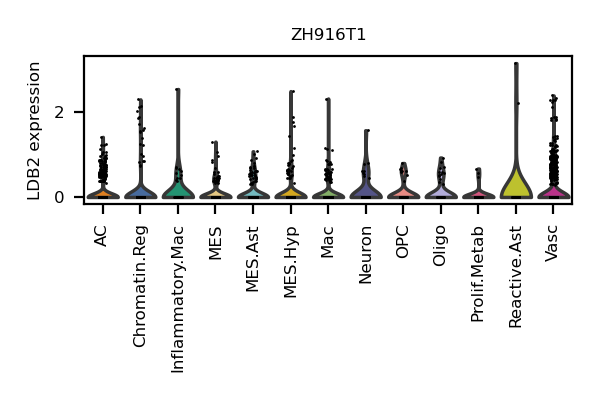 ZH916T1
LDB2 expression
2
0
AC
Chromatin.Reg
Inflammatory.Mac
MES
MES.Ast
MES.Hyp
Mac
Neuron
OPC
Oligo
Prolif.Metab
Reactive.Ast
Vasc